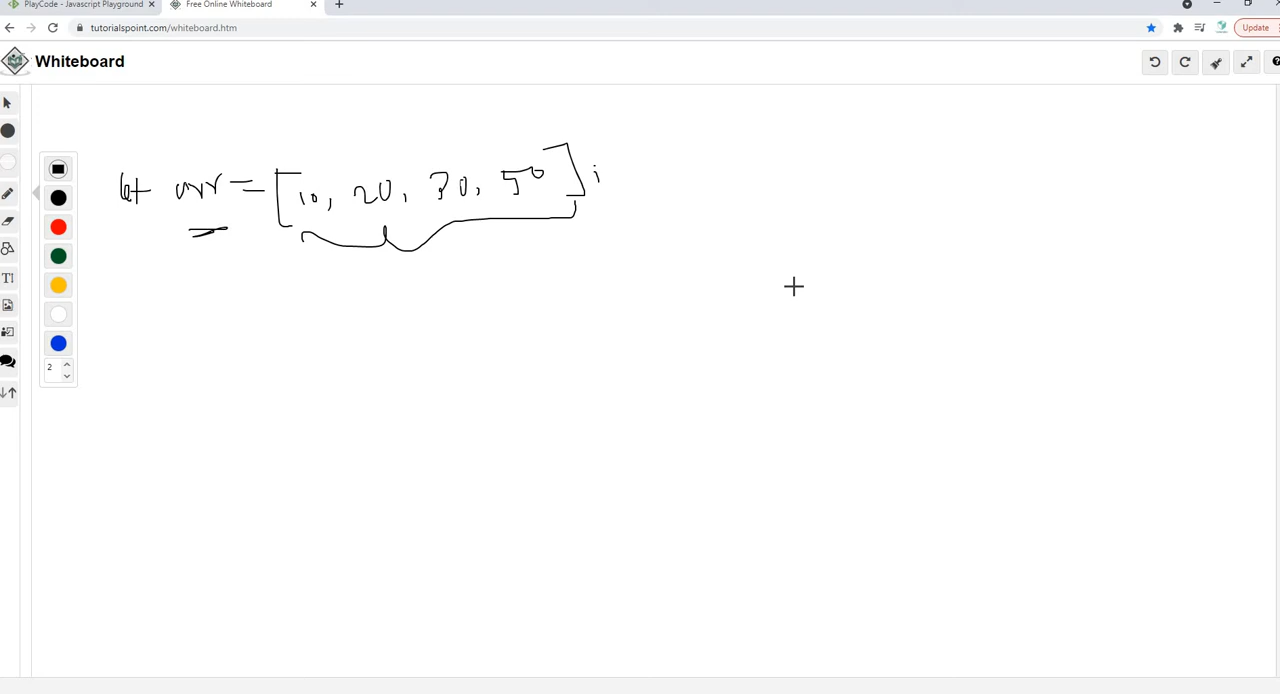 PlayCode - Javascript Playground
Free Online Whiteboard
tutorialspoint.com/whiteboard.htm
Update
Whiteboard
let arr = [10, 20, 30, 50];
TI
2